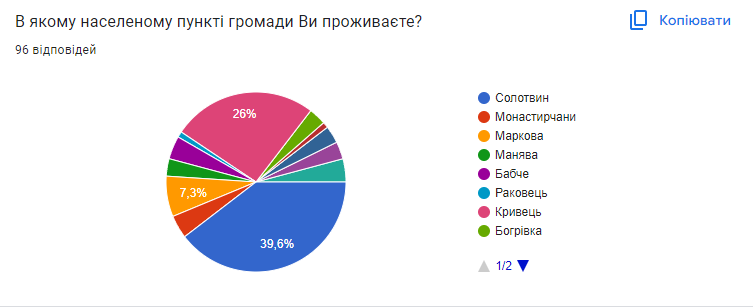 В якому населеному пункті громади Ви проживаєте?
Копіювати
96 відповідей
26%
7,3%
39,6%
Солотвин
Монастирчани
Маркова
Манява
Бабче
Раковець
Кривець
Богрівка
1/2